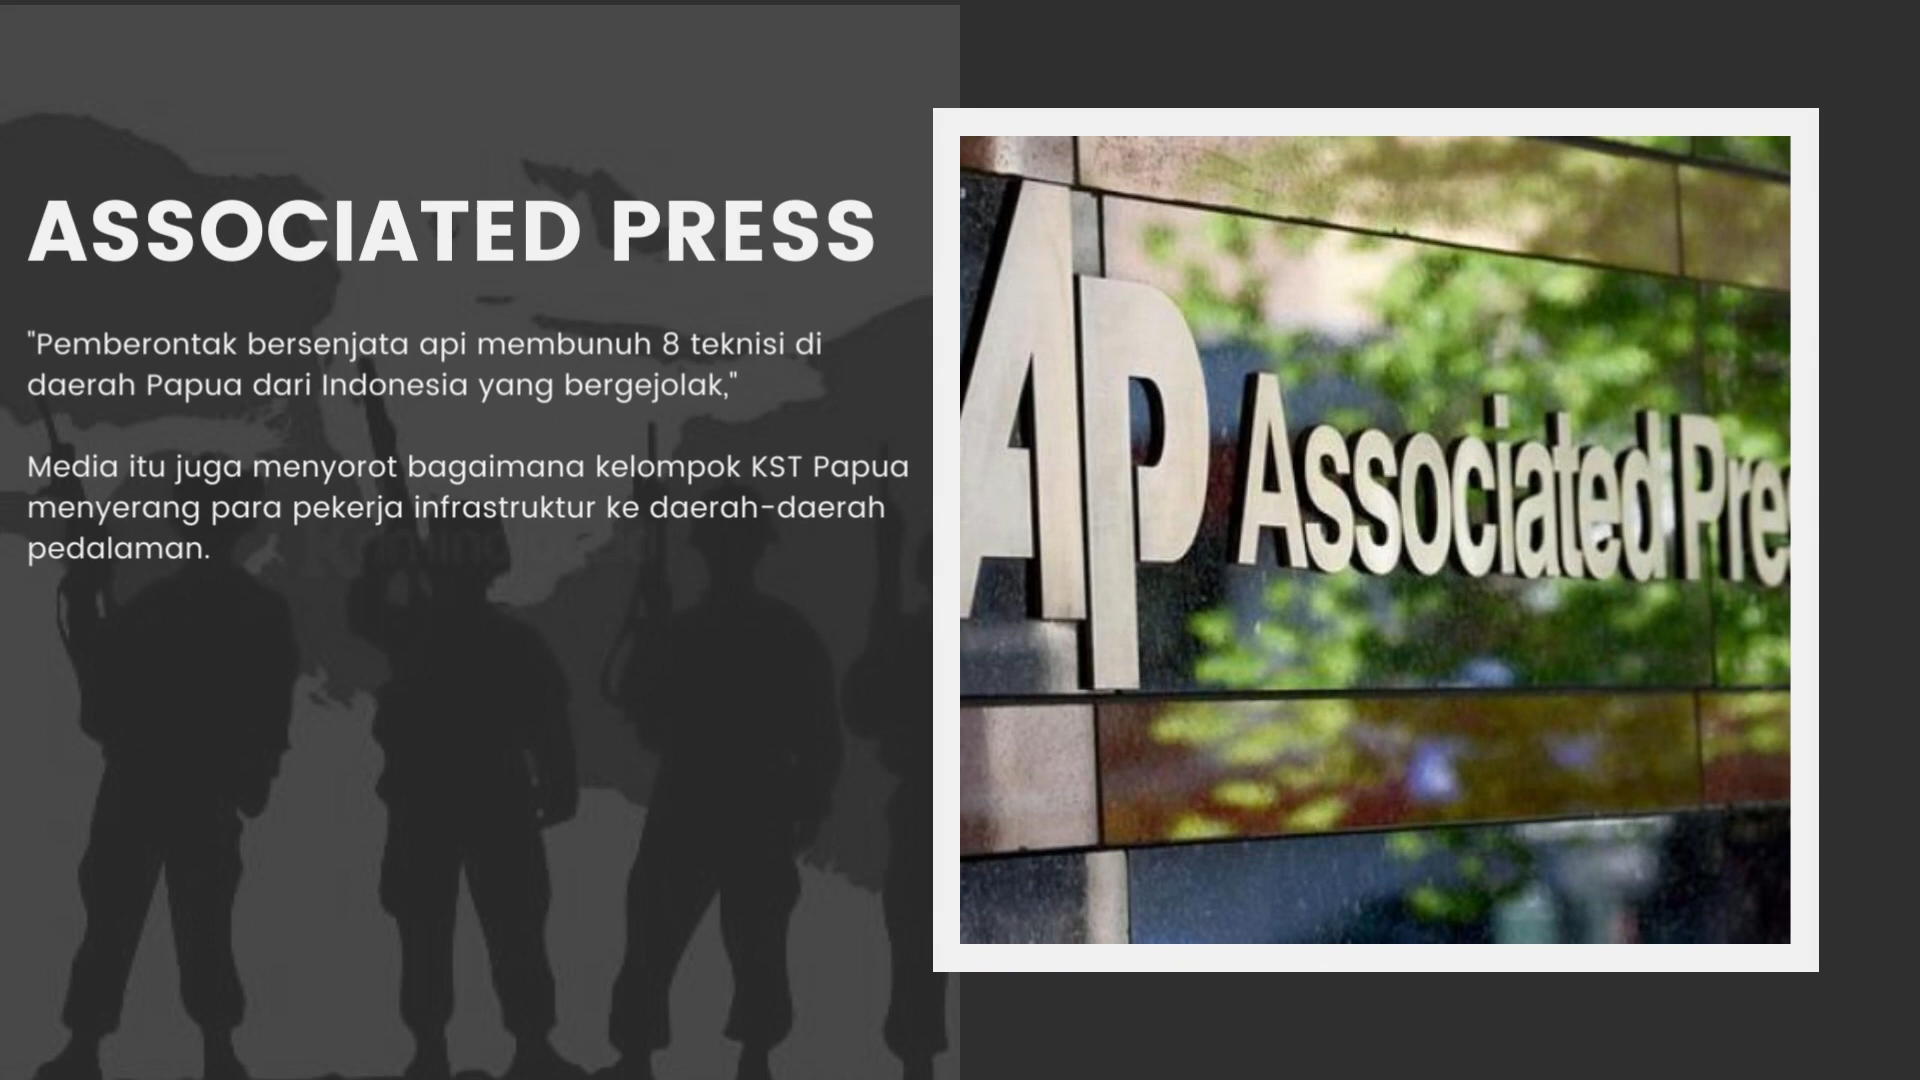 ASSOCIATED PRESS
"Pemberontak bersenjata api membunuh 8 teknisi di
daerah Papua dari Indonesia yang bergejolak,"
Media itu juga menyorot bagaimana kelompok KST Papua
menyerang para pekerja infrastruktur ke daerah-daerah
pedalaman.
AP Associated Pre